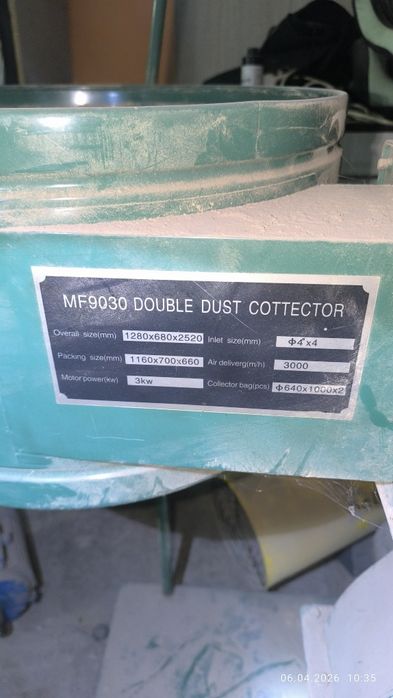 MF9030 DOUBLE DUST COTTECTOR
Overall size(mm) 1280x680x2520 Inlet size(mm) Φ4"x4
Packing size(mm) 1160x700x660 Air deliverg(m/h) 3000
Motor power(kw) 3kw Collector bag(pcs) Φ640x1000x2
06.04.2026 10:35